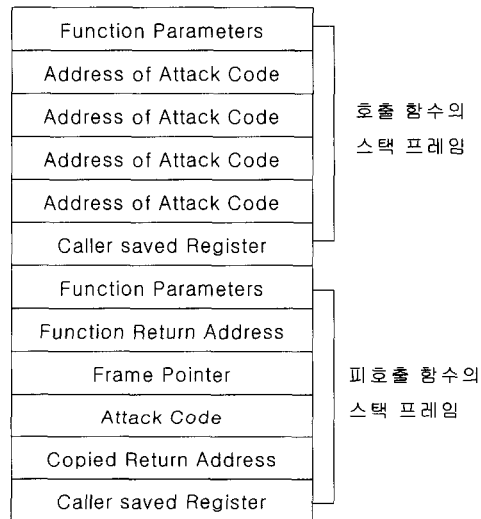 Function Parameters
Address of Attack Code
Address of Attack Code
Address of Attack Code
Address of Attack Code
Caller saved Register
호출 함수의
스택 프레임
Function Parameters
Function Return Address
Frame Pointer
Attack Code
Copied Return Address
Caller saved Register
피호출 함수의
스택 프레임